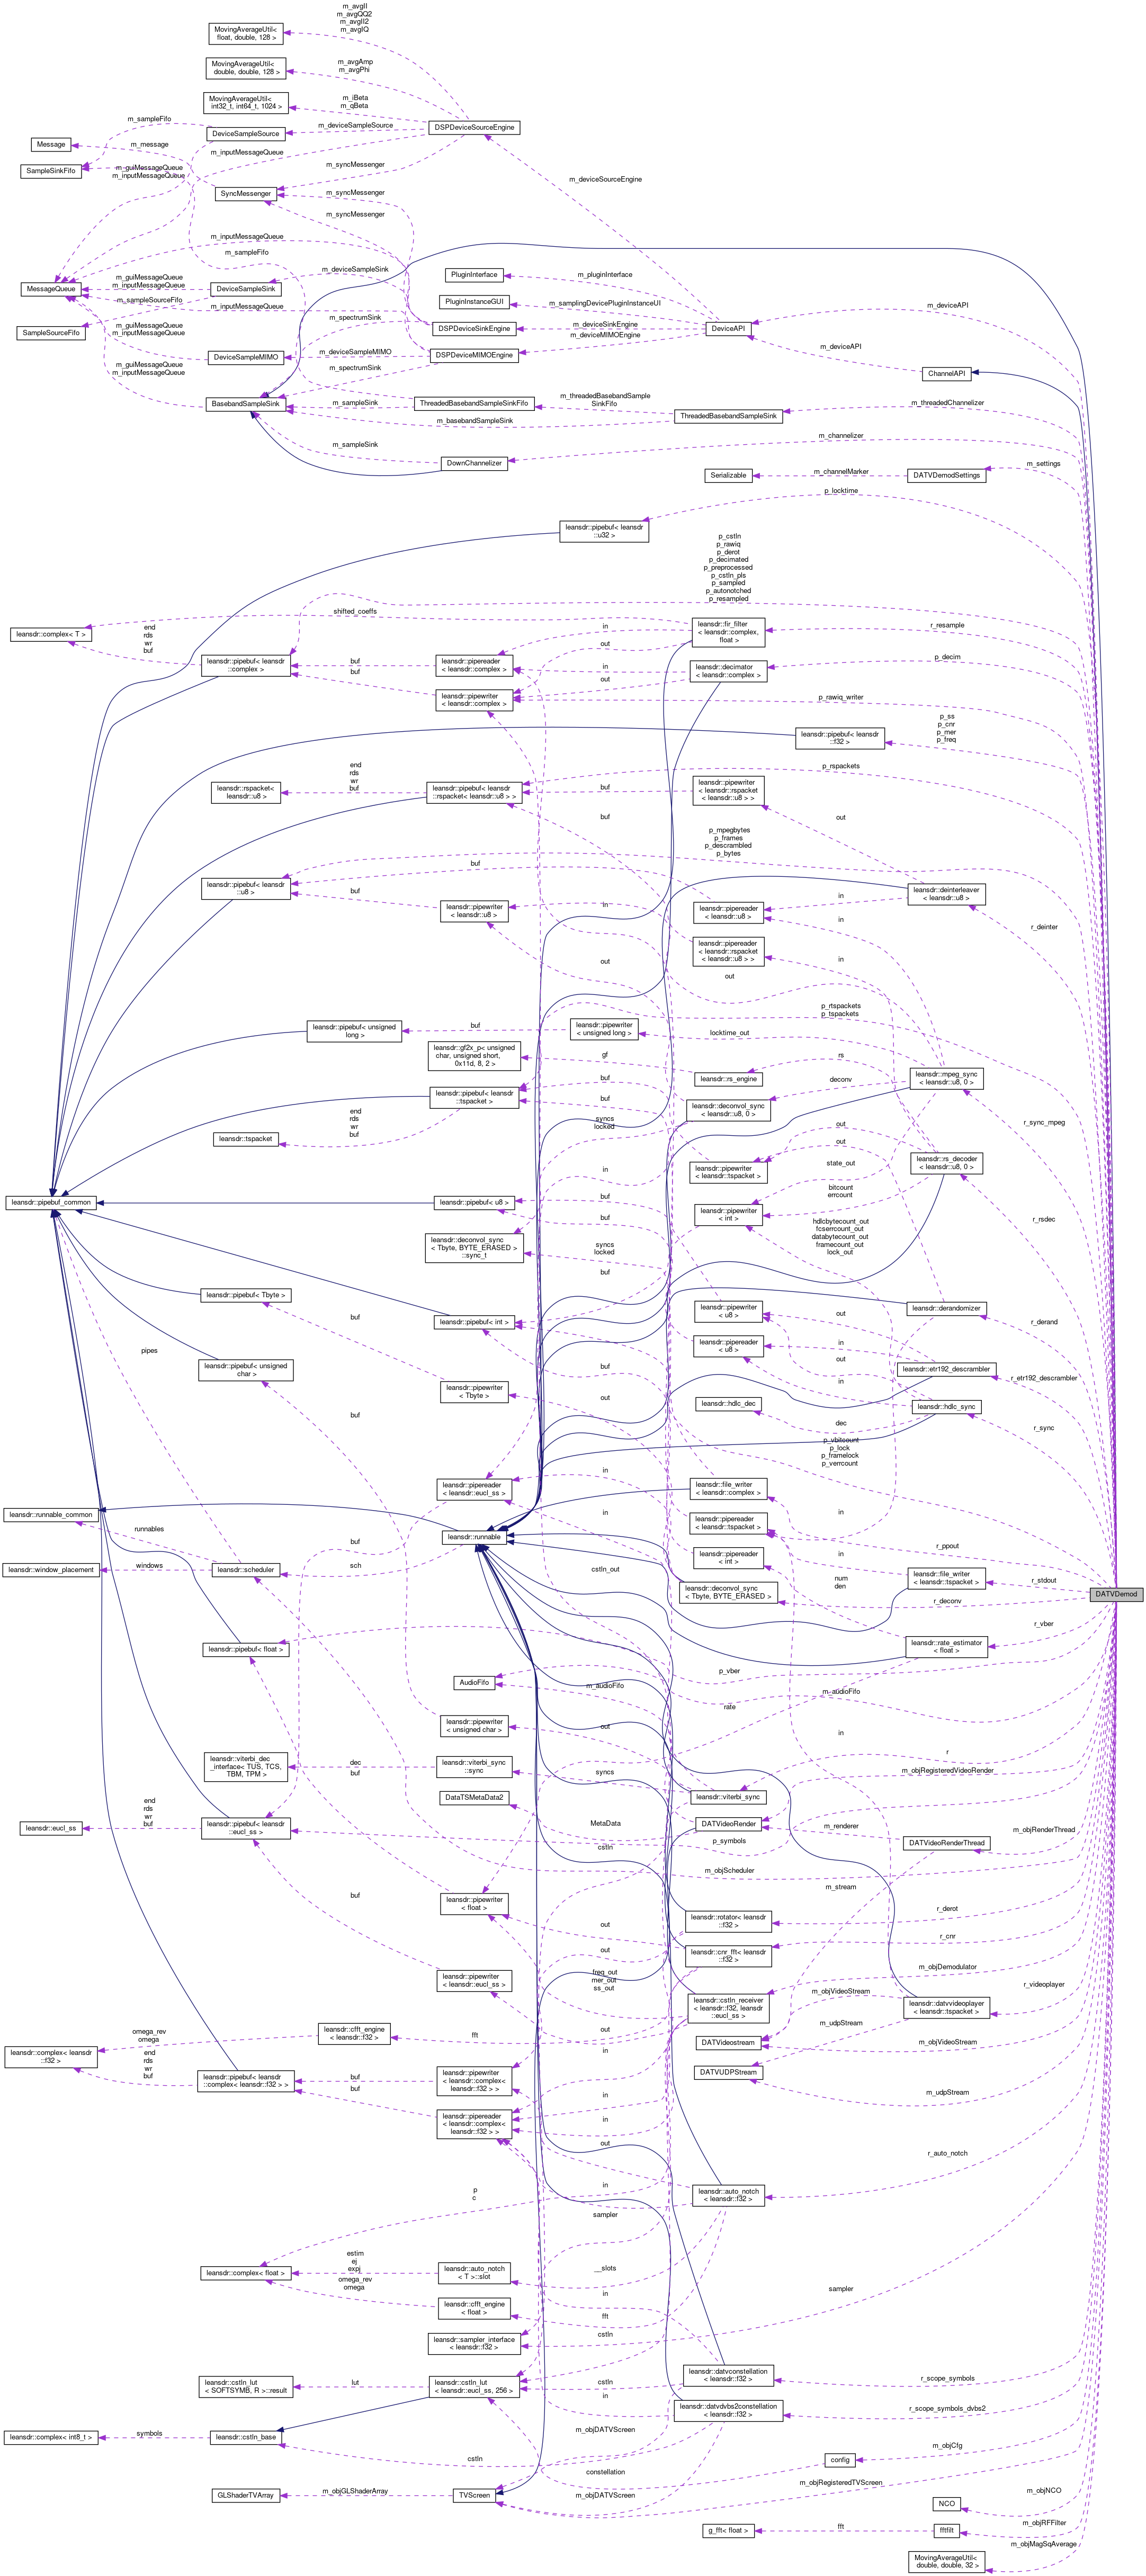 m_avgII
m_avgQQ2
m_avgII2
m_avgIQ
MovingAverageUtil<
float, double, 128 >
m_avgAmp
m_avgPhi
MovingAverageUtil<
double, double, 128 >
m_iBeta
m_qBeta
MovingAverageUtil<
int32_t, int64_t, 1024 >
m_sampleFifo
m_deviceSampleSource
DSPDeviceSourceEngine
DeviceSampleSource
Message
m_message
m_inputMessageQueue
SampleSinkFifo
m_guiMessageQueue
m_inputMessageQueue
m_syncMessenger
m_deviceSourceEngine
SyncMessenger
m_syncMessenger
m_syncMessenger
m_inputMessageQueue
m_sampleFifo
m_deviceSampleSink
PluginInterface
m_pluginInterface
m_guiMessageQueue
m_inputMessageQueue
MessageQueue
DeviceSampleSink
m_sampleSourceFifo
m_inputMessageQueue
PluginInstanceGUI
m_samplingDevicePluginInstanceUI
m_deviceAPI
m_spectrumSink
SampleSourceFifo
m_guiMessageQueue
m_inputMessageQueue
DSPDeviceSinkEngine
m_deviceSinkEngine
m_deviceMIMOEngine
DeviceAPI
m_deviceAPI
DeviceSampleMIMO
m_deviceSampleMIMO
DSPDeviceMIMOEngine
m_guiMessageQueue
m_inputMessageQueue
m_spectrumSink
ChannelAPI
BasebandSampleSink
m_sampleSink
ThreadedBasebandSampleSinkFifo
m_threadedBasebandSample
SinkFifo
m_threadedChannelizer
m_basebandSampleSink
ThreadedBasebandSampleSink
m_channelizer
m_sampleSink
DownChannelizer
m_settings
Serializable
m_channelMarker
DATVDemodSettings
p_locktime
leansdr::pipebuf< leansdr
::u32 >
p_cstln
p_rawiq
p_derot
p_decimated
p_preprocessed
p_cstln_pls
p_sampled
p_autonotched
p_resampled
shifted_coeffs
leansdr::fir_filter
< leansdr::complex,
float >
r_resample
leansdr::complex< T >
end
rds
wr
buf
in
out
leansdr::pipebuf< leansdr
::complex >
buf
leansdr::pipereader
< leansdr::complex >
in
leansdr::decimator
< leansdr::complex >
p_decim
buf
out
leansdr::pipewriter
< leansdr::complex >
p_rawiq_writer
p_ss
p_cnr
p_mer
p_freq
leansdr::pipebuf< leansdr
::f32 >
p_rspackets
end
rds
wr
buf
leansdr::rspacket<
leansdr::u8 >
leansdr::pipebuf< leansdr
::rspacket< leansdr::u8 > >
buf
leansdr::pipewriter
< leansdr::rspacket
< leansdr::u8 > >
buf
out
p_mpegbytes
p_frames
p_descrambled
p_bytes
buf
leansdr::pipebuf< leansdr
::u8 >
buf
leansdr::deinterleaver
< leansdr::u8 >
leansdr::pipewriter
< leansdr::u8 >
in
leansdr::pipereader
< leansdr::u8 >
in
in
r_deinter
leansdr::pipereader
< leansdr::rspacket
< leansdr::u8 > >
out
in
out
p_rtspackets
p_tspackets
leansdr::pipebuf< unsigned
long >
buf
leansdr::pipewriter
< unsigned long >
locktime_out
leansdr::gf2x_p< unsigned
char, unsigned short,
0x11d, 8, 2 >
gf
rs
leansdr::rs_engine
leansdr::mpeg_sync
< leansdr::u8, 0 >
buf
deconv
leansdr::pipebuf< leansdr
::tspacket >
buf
leansdr::deconvol_sync
< leansdr::u8, 0 >
end
rds
wr
buf
syncs
locked
out
r_sync_mpeg
leansdr::tspacket
out
leansdr::rs_decoder
< leansdr::u8, 0 >
in
state_out
leansdr::pipewriter
< leansdr::tspacket >
bitcount
errcount
leansdr::pipebuf_common
leansdr::pipebuf< u8 >
buf
leansdr::pipewriter
< int >
r_rsdec
buf
hdlcbytecount_out
fcserrcount_out
databytecount_out
framecount_out
lock_out
leansdr::deconvol_sync
< Tbyte, BYTE_ERASED >
::sync_t
syncs
locked
buf
leansdr::pipebuf< Tbyte >
leansdr::pipewriter
< u8 >
out
leansdr::derandomizer
leansdr::pipebuf< int >
r_derand
buf
in
leansdr::pipereader
< u8 >
pipes
leansdr::pipebuf< unsigned
char >
buf
out
leansdr::etr192_descrambler
r_etr192_descrambler
leansdr::pipewriter
< Tbyte >
out
in
leansdr::hdlc_dec
leansdr::hdlc_sync
dec
r_sync
buf
p_vbitcount
p_lock
p_framelock
p_verrcount
in
leansdr::pipereader
< leansdr::eucl_ss >
leansdr::file_writer
< leansdr::complex >
in
in
leansdr::runnable_common
leansdr::pipereader
< leansdr::tspacket >
runnables
leansdr::runnable
r_ppout
buf
sch
in
windows
leansdr::window_placement
leansdr::scheduler
cstln_out
leansdr::pipereader
< int >
leansdr::file_writer
< leansdr::tspacket >
r_stdout
num
den
leansdr::deconvol_sync
< Tbyte, BYTE_ERASED >
r_deconv
DATVDemod
r_vber
leansdr::pipebuf< float >
leansdr::rate_estimator
< float >
p_vber
AudioFifo
m_audioFifo
m_audioFifo
rate
leansdr::pipewriter
< unsigned char >
out
in
r
leansdr::viterbi_dec
_interface< TUS, TCS,
TBM, TPM >
dec
buf
leansdr::viterbi_sync
::sync
syncs
m_objRegisteredVideoRender
DataTSMetaData2
leansdr::viterbi_sync
end
rds
wr
buf
MetaData
DATVideoRender
m_renderer
m_objRenderThread
leansdr::eucl_ss
leansdr::pipebuf< leansdr
::eucl_ss >
p_symbols
DATVideoRenderThread
cstln
m_objScheduler
m_stream
buf
leansdr::pipewriter
< float >
leansdr::rotator< leansdr
::f32 >
r_derot
out
out
leansdr::cnr_fft< leansdr
::f32 >
r_cnr
leansdr::pipewriter
< leansdr::eucl_ss >
freq_out
mer_out
ss_out
m_objDemodulator
m_objVideoStream
r_videoplayer
leansdr::cstln_receiver
< leansdr::f32, leansdr
::eucl_ss >
leansdr::datvvideoplayer
< leansdr::tspacket >
omega_rev
omega
leansdr::cfft_engine
< leansdr::f32 >
fft
out
m_udpStream
leansdr::complex< leansdr
::f32 >
in
DATVideostream
m_objVideoStream
end
rds
wr
buf
leansdr::pipebuf< leansdr
::complex< leansdr::f32 > >
buf
buf
leansdr::pipewriter
< leansdr::complex<
leansdr::f32 > >
DATVUDPStream
m_udpStream
in
leansdr::pipereader
< leansdr::complex<
leansdr::f32 > >
in
out
r_auto_notch
p
c
in
leansdr::auto_notch
< leansdr::f32 >
sampler
estim
ej
expj
leansdr::complex< float >
leansdr::auto_notch
< T >::slot
__slots
omega_rev
omega
in
sampler
leansdr::cfft_engine
< float >
fft
leansdr::sampler_interface
< leansdr::f32 >
cstln
leansdr::cstln_lut
< SOFTSYMB, R >::result
lut
leansdr::cstln_lut
< leansdr::eucl_ss, 256 >
cstln
leansdr::datvconstellation
< leansdr::f32 >
r_scope_symbols
in
leansdr::datvdvbs2constellation
< leansdr::f32 >
r_scope_symbols_dvbs2
leansdr::complex< int8_t >
symbols
leansdr::cstln_base
m_objDATVScreen
cstln
m_objCfg
constellation
config
GLShaderTVArray
m_objGLShaderArray
TVScreen
m_objDATVScreen
m_objRegisteredTVScreen
NCO
m_objNCO
g_fft< float >
fft
fftfilt
m_objRFFilter
m_objMagSqAverage
MovingAverageUtil<
double, double, 32 >